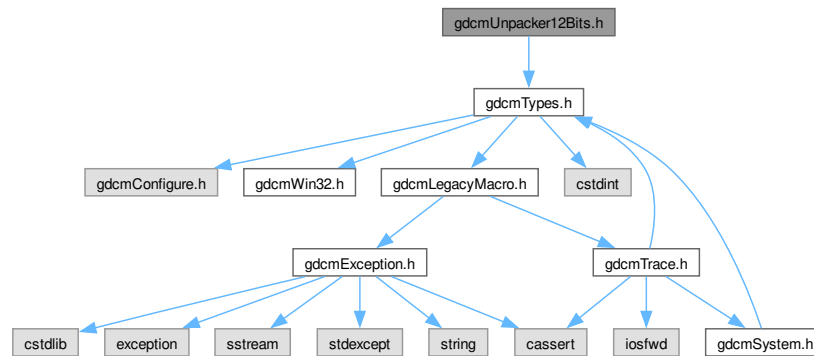 gdcmUnpacker12Bits.h
gdcmTypes.h
gdcmConfigure.h
gdcmWin32.h
gdcmLegacyMacro.h
cstdint
gdcmException.h
gdcmTrace.h
cstdlib
exception
sstream
stdexcept
string
cassert
iosfwd
gdcmSystem.h